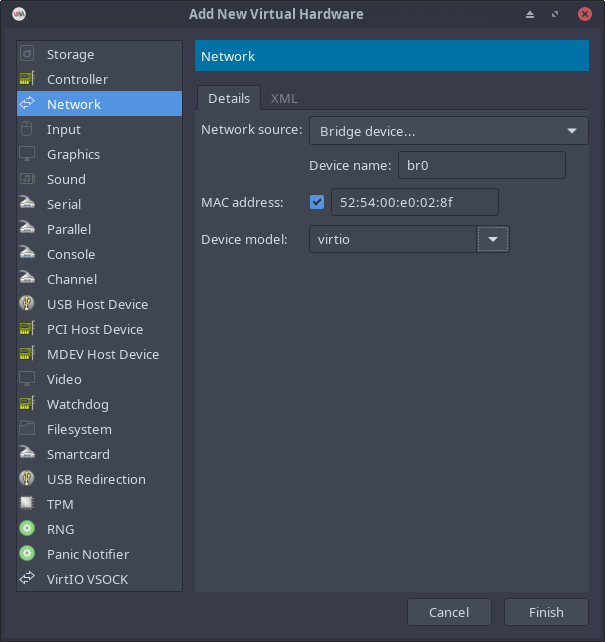 Add New Virtual Hardware
Storage
Controller
Network
Input
Graphics
Sound
Serial
Parallel
Console
Channel
USB Host Device
PCI Host Device
MDEV Host Device
Video
Watchdog
Filesystem
Smartcard
USB Redirection
TPM
RNG
Panic Notifier
VirtIO VSOCK
Network
Details XML
Network source: Bridge device...
Device name: br0
MAC address: 52:54:00:e0:02:8f
Device model: virtio
Cancel Finish